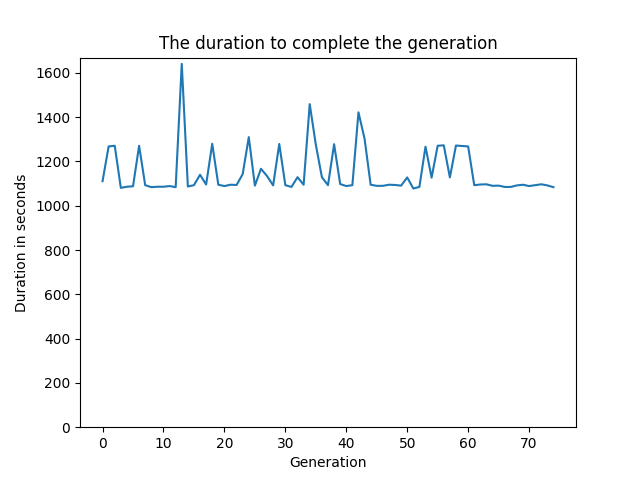 The duration to complete the generation
1600
1400
1200
1000
800
600
400
200
0
Duration in seconds
0 10 20 30 40 50 60 70
Generation